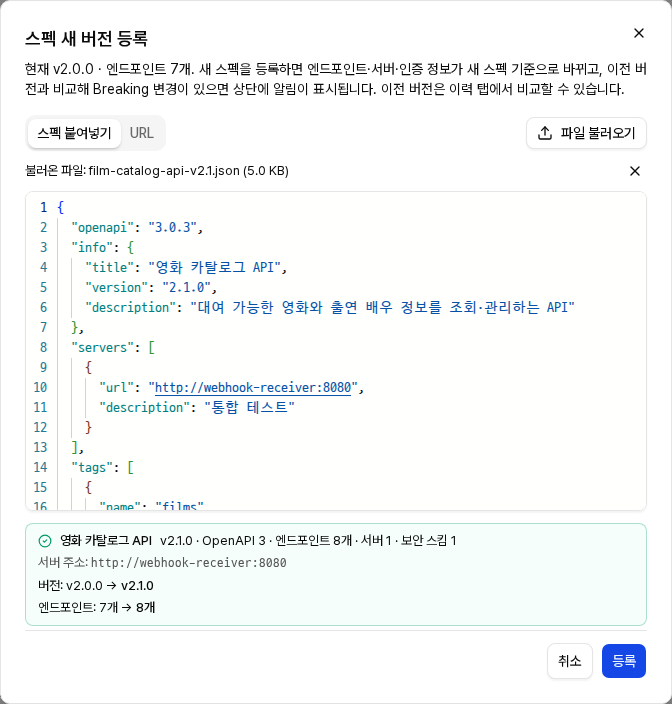 스펙 새 버전 등록
현재 v2.0.0 · 엔드포인트 7개. 새 스펙을 등록하면 엔드포인트·서버·인증 정보가 새 스펙 기준으로 바뀌고, 이전 버
전과 비교해 Breaking 변경이 있으면 상단에 알림이 표시됩니다. 이전 버전은 이력 탭에서 비교할 수 있습니다.
스펙 붙여넣기 URL 파일 불러오기
불러온 파일: film-catalog-api-v2.1.json (5.0 KB)
1 {
2 "openapi": "3.0.3",
3 "info": {
4 "title": "영화 카탈로그 API",
5 "version": "2.1.0",
6 "description": "대여 가능한 영화와 출연 배우 정보를 조회·관리하는 API"
7 },
8 "servers": [
9 {
10 "url": "http://webhook-receiver:8080",
11 "description": "통합 테스트"
12 }
13 ],
14 "tags": [
15 {
16 "name": "films"
영화 카탈로그 API v2.1.0 · OpenAPI 3 · 엔드포인트 8개 · 서버 1 · 보안 스킴 1
서버 주소: http://webhook-receiver:8080
버전: v2.0.0 → v2.1.0
엔드포인트: 7개 → 8개
취소 등록